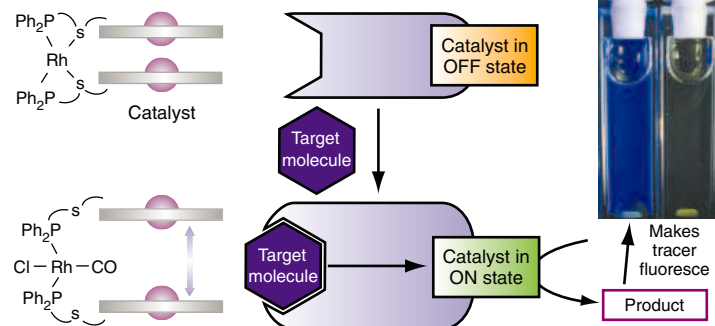 Ph2P
S
Rh
S
Ph2P
Catalyst
Catalyst in
OFF state
Target
molecule
S
Ph2P
Cl—Rh—CO
Ph2P
S
Target
molecule
Catalyst in
ON state
Makes
tracer
fluoresce
Product